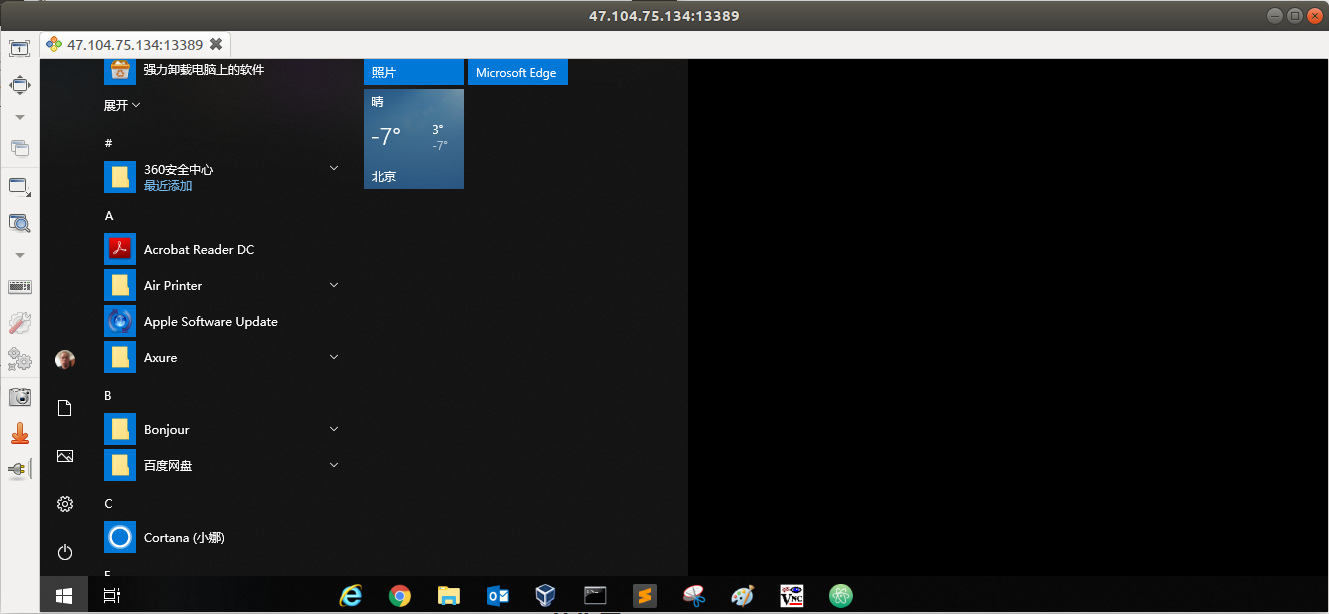 47.104.75.134:13389
47.104.75.134:13389
强力卸载电脑上的软件
展开
#
360安全中心
最近添加
A
Acrobat Reader DC
Air Printer
Apple Software Update
Axure
B
Bonjour
百度网盘
C
Cortana (小娜)
照片
Microsoft Edge
晴
-7°
3°
-7°
北京